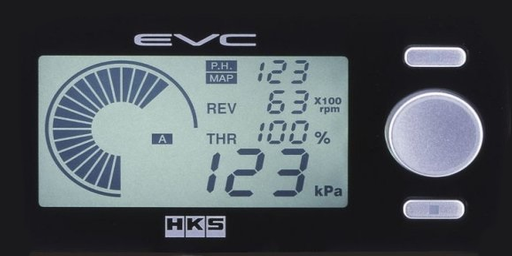 EVC
P.H. 123
MAP
REV 63 X100 rpm
THR 100 %
A
123 kPa
HKS